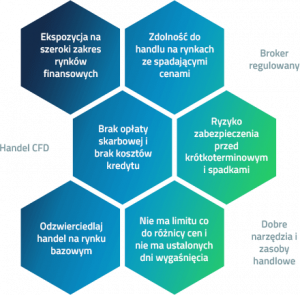 Ekspozycja na
szeroki zakres
rynków
finansowych
Zdolność do
handlu na rynkach
ze spadającymi
cenami
Broker
regulowany
Handel CFD
Brak opłaty
skarbowej i
brak kosztów
kredytu
Ryzyko
zabezpieczenia
przed
krótkoterminowym
i spadkami
Odzwierciedlaj
handel na rynku
bazowym
Nie ma limitu co
do różnicy cen i
nie ma ustalonych
dni wygaśnięcia
Dobre
narzędzia i
zasoby
handlowe